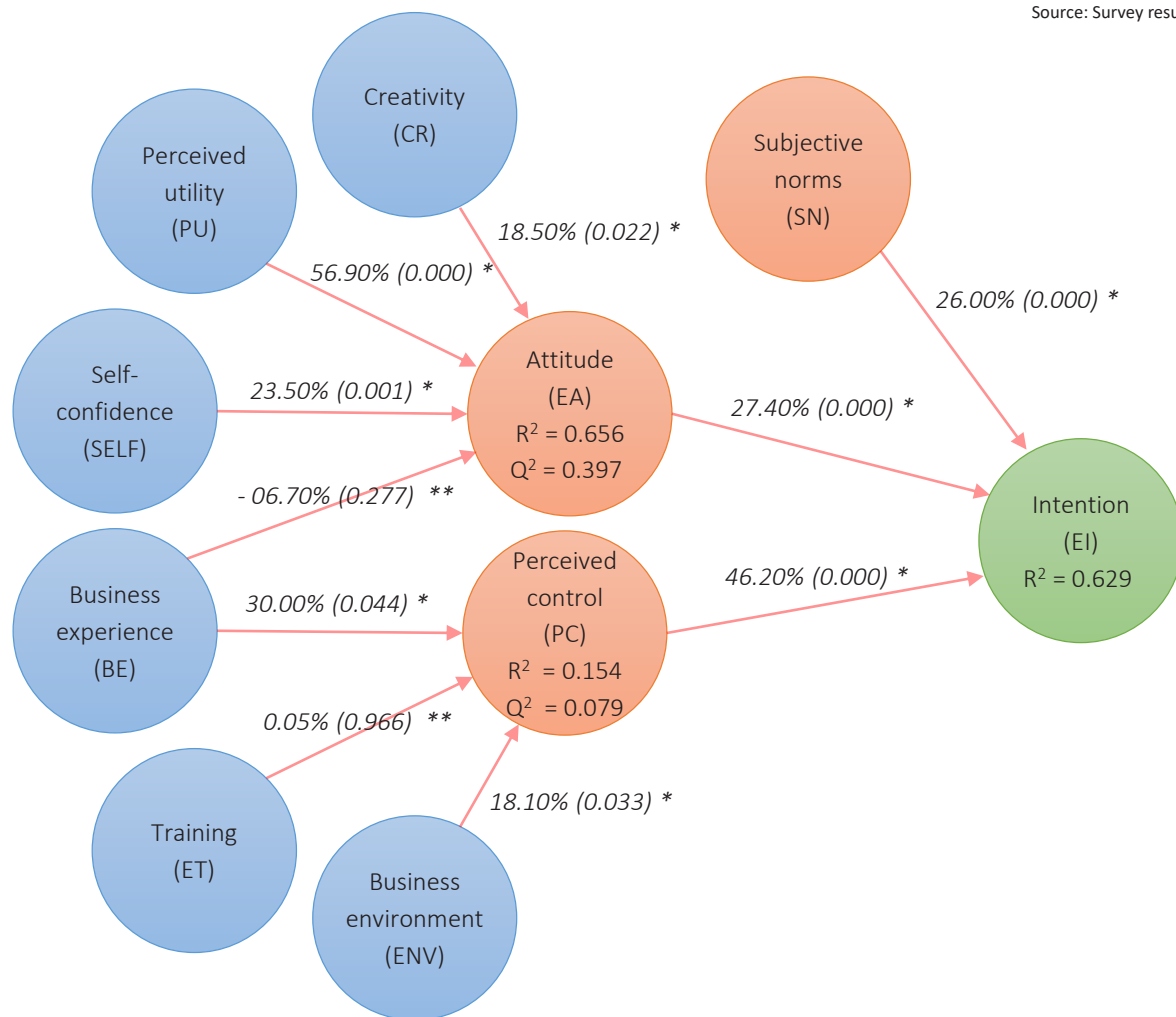 Source: Survey resu
Creativity
(CR)
Perceived
utility
(PU)
Subjective
norms
(SN)
18.50% (0.022) *
56.90% (0.000) *
26.00% (0.000) *
Self-
confidence
(SELF)
23.50% (0.001) *
Attitude
(EA)
R² = 0.656
Q² = 0.397
27.40% (0.000) *
- 06.70% (0.277) **
Intention
(EI)
R² = 0.629
Business
experience
(BE)
30.00% (0.044) *
Perceived
control
(PC)
R² = 0.154
Q² = 0.079
46.20% (0.000) *
0.05% (0.966) **
Training
(ET)
18.10% (0.033) *
Business
environment
(ENV)